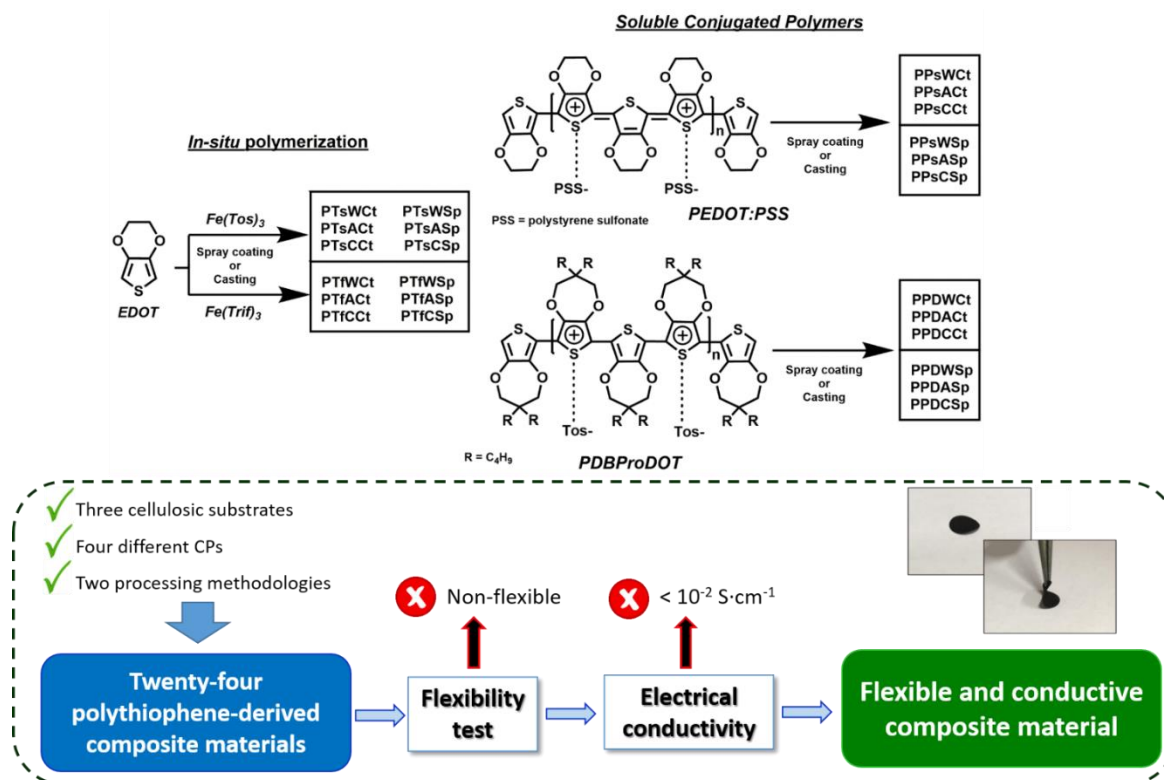 Soluble Conjugated Polymers
In-situ polymerization
EDOT
Fe(Tos)3
Spray coating
or
Casting
Fe(Trif)3
PTsWCt PTsWSp
PTsACt PTsASp
PTsCCt PTsCSp
PTfWCt PTfWSp
PTfACt PTfASp
PTfCCt PTfCSp
O O O O O O O O O O
S S S S S
n
PSS- PSS-
PSS = polystyrene sulfonate
PEDOT:PSS
Spray coating
or
Casting
PPsWCt
PPsACt
PPsCCt
PPsWSp
PPsASp
PPsCSp
R R R R
O O O O
S S S S S
n
O O O O O O
R R R R R R
Tos- Tos-
R = C4H9
PDBProDOT
Spray coating
or
Casting
PPDWCt
PPDACt
PPDCCt
PPDWSp
PPDASp
PPDCSp
Three cellulosic substrates
Four different CPs
Two processing methodologies
X Non-flexible
X < 10-2 S·cm-1
Twenty-four
polythiophene-derived
composite materials
Flexibility
test
Electrical
conductivity
Flexible and conductive
composite material